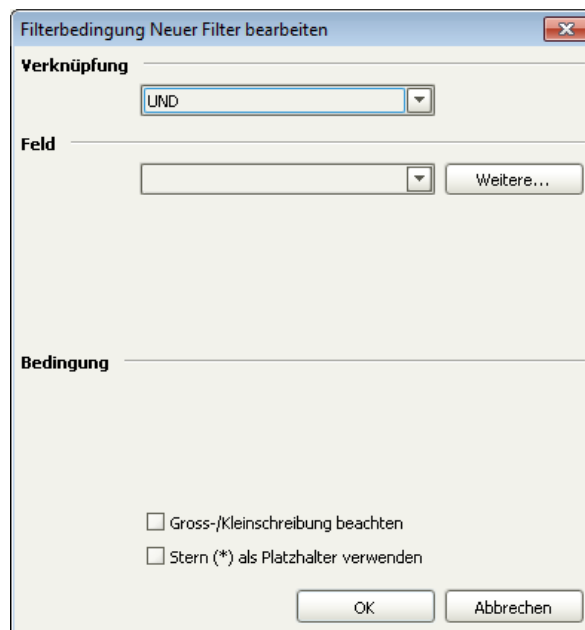 Filterbedingung Neuer Filter bearbeiten
Verknüpfung
UND
Feld
Weitere...
Bedingung
Gross-/Kleinschreibung beachten
Stern (*) als Platzhalter verwenden
OK Abbrechen